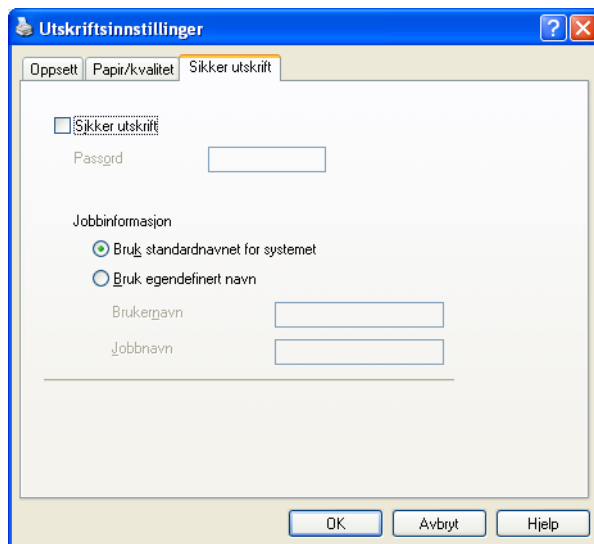 Utskriftsinnstillinger
Oppsett Papir/kvalitet Sikker utskrift
Sikker utskrift
Passord
Jobbinformasjon
Bruk standardnavnet for systemet
Bruk egendefinert navn
Brukernavn
Jobbnavn
OK Avbryt Hjelp